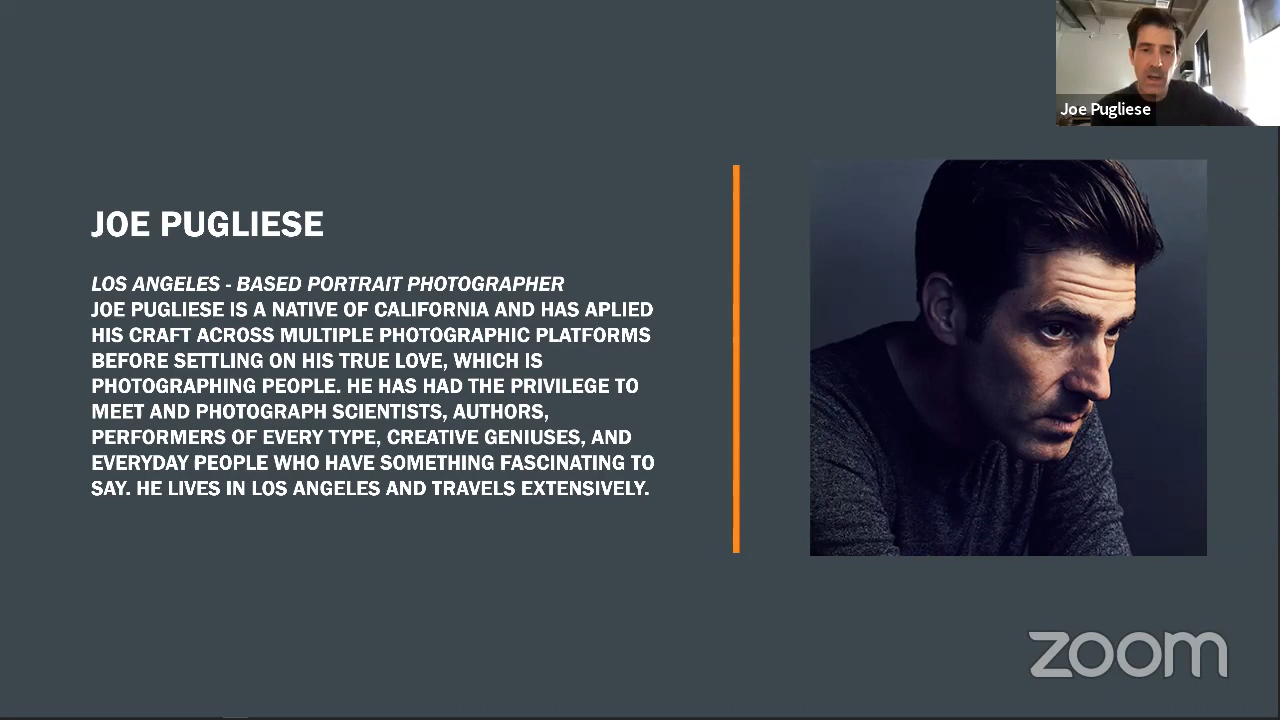 Joe Pugliese
JOE PUGLIESE
LOS ANGELES - BASED PORTRAIT PHOTOGRAPHER
JOE PUGLIESE IS A NATIVE OF CALIFORNIA AND HAS APLIED
HIS CRAFT ACROSS MULTIPLE PHOTOGRAPHIC PLATFORMS
BEFORE SETTLING ON HIS TRUE LOVE, WHICH IS
PHOTOGRAPHING PEOPLE. HE HAS HAD THE PRIVILEGE TO
MEET AND PHOTOGRAPH SCIENTISTS, AUTHORS,
PERFORMERS OF EVERY TYPE, CREATIVE GENIUSES, AND
EVERYDAY PEOPLE WHO HAVE SOMETHING FASCINATING TO
SAY. HE LIVES IN LOS ANGELES AND TRAVELS EXTENSIVELY.
zoom